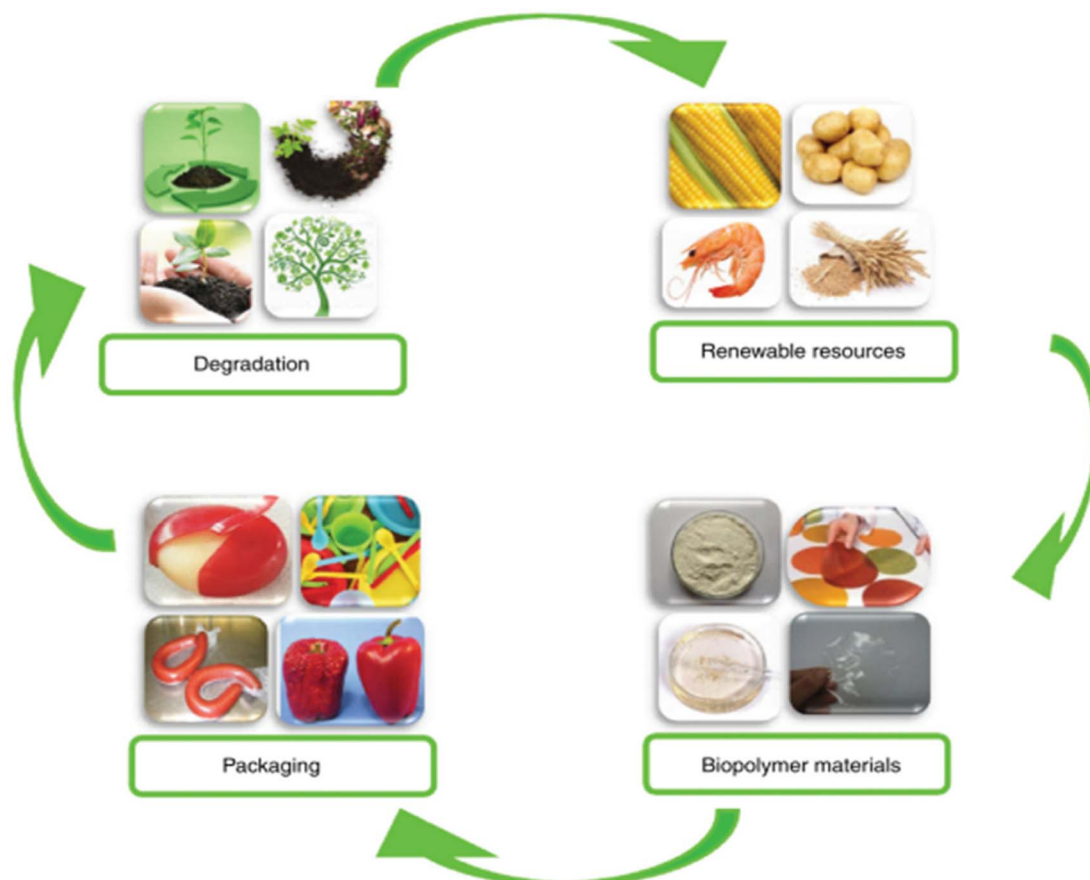 Degradation
Renewable resources
Packaging
Biopolymer materials